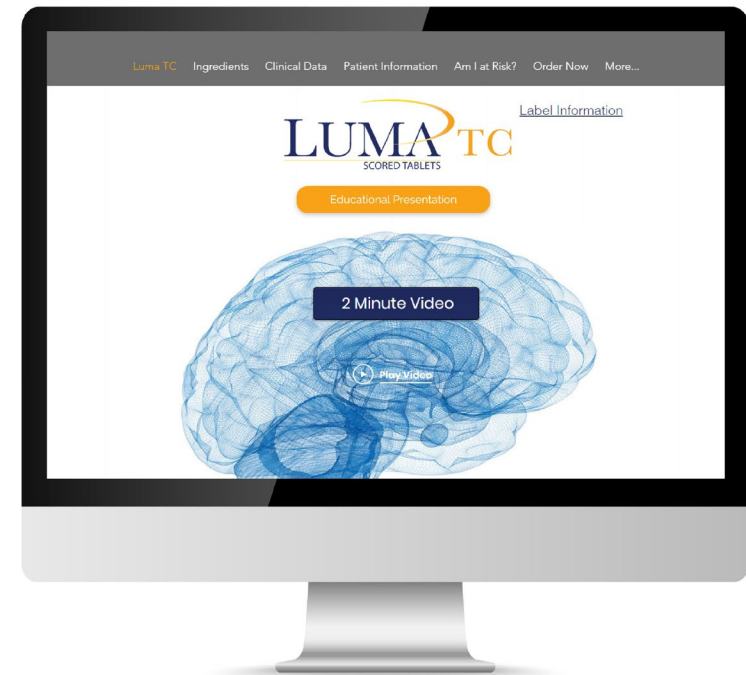 Luma TC Ingredients Clinical Data Patient Information Am I at Risk? Order Now More...
Label Information
LUMA TC
SCORED TABLETS
Educational Presentation
2 Minute Video
Play Video